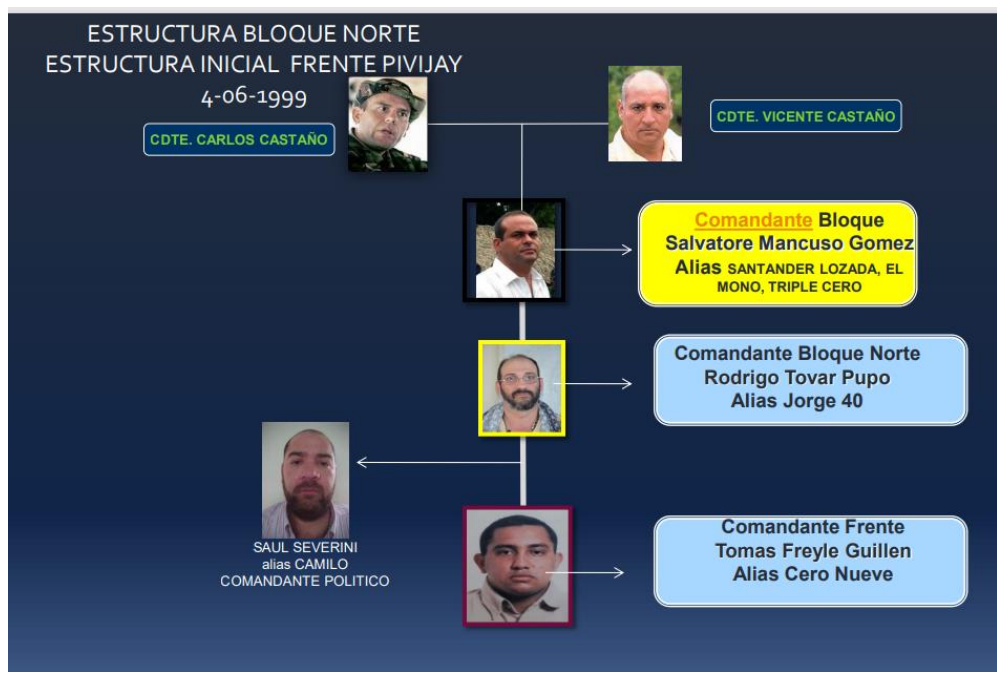 ESTRUCTURA BLOQUE NORTE
ESTRUCTURA INICIAL FRENTE PIVIJAY
4-06-1999
CDTE. CARLOS CASTAÑO
CDTE. VICENTE CASTAÑO
Comandante Bloque
Salvatore Mancuso Gomez
Alias SANTANDER LOZADA, EL
MONO, TRIPLE CERO
Comandante Bloque Norte
Rodrigo Tovar Pupo
Alias Jorge 40
SAUL SEVERINI
alias CAMILO
COMANDANTE POLITICO
Comandante Frente
Tomas Freyle Guillen
Alias Cero Nueve